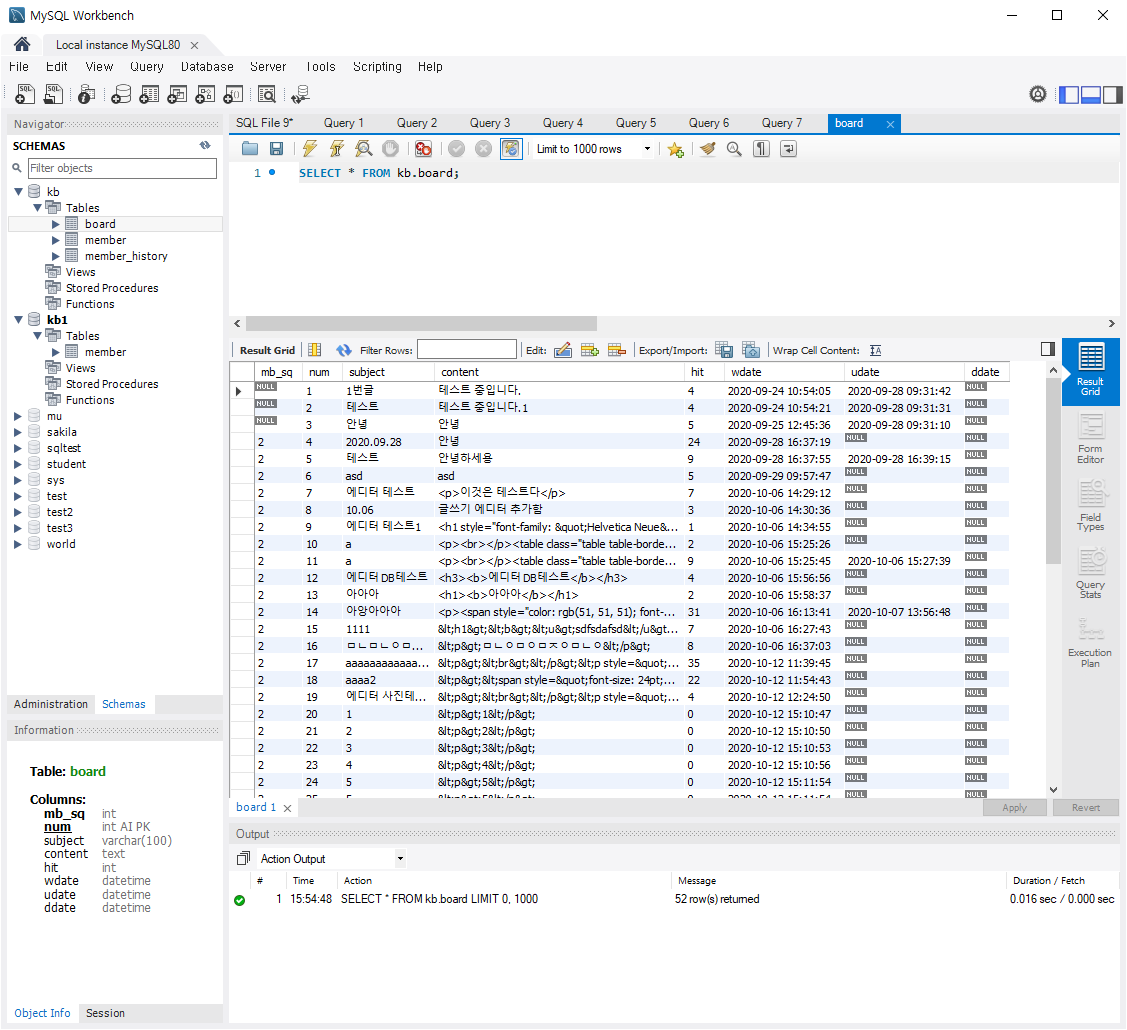 MySQL Workbench
Local instance MySQL80
File Edit View Query Database Server Tools Scripting Help
Navigator
SCHEMAS
Filter objects
kb
Tables
board
member
member_history
Views
Stored Procedures
Functions
kb1
Tables
member
Views
Stored Procedures
Functions
mu
sakila
sqltest
student
sys
test
test2
test3
world
Administration Schemas
Information
Table: board
Columns:
mb_sq int
num int AI PK
subject varchar(100)
content text
hit int
wdate datetime
udate datetime
ddate datetime
Object Info Session
SQL File 9* Query 1 Query 2 Query 3 Query 4 Query 5 Query 6 Query 7 board
Limit to 1000 rows
1 SELECT * FROM kb.board;
Result Grid Filter Rows: Edit: Export/Import: Wrap Cell Content:
mb_sq num subject content hit wdate udate ddate
NULL 1 1번글 테스트 중입니다. 4 2020-09-24 10:54:05 2020-09-28 09:31:42 NULL
NULL 2 테스트 테스트 중입니다.1 4 2020-09-24 10:54:21 2020-09-28 09:31:31 NULL
NULL 3 안녕 안녕 5 2020-09-25 12:45:36 2020-09-28 09:31:10 NULL
2 4 2020.09.28 안녕 24 2020-09-28 16:37:19 NULL NULL
2 5 테스트 안녕하세용 9 2020-09-28 16:37:55 2020-09-28 16:39:15 NULL
2 6 asd asd 5 2020-09-29 09:57:47 NULL NULL
2 7 에디터 테스트 <p>이것은 테스트다</p> 7 2020-10-06 14:29:12 NULL NULL
2 8 10.06 글쓰기 에디터 추가함 3 2020-10-06 14:30:36 NULL NULL
2 9 에디터 테스트1 <h1 style="font-family: &quot;Helvetica Neue&... 1 2020-10-06 14:34:55 NULL NULL
2 10 a <p><br></p><table class="table table-borde... 2 2020-10-06 15:25:26 NULL NULL
2 11 a <p><br></p><table class="table table-borde... 9 2020-10-06 15:25:45 2020-10-06 15:27:39 NULL
2 12 에디터 DB테스트 <h3><b>에디터 DB테스트</b></h3> 4 2020-10-06 15:56:56 NULL NULL
2 13 아아아 <h1><b>아아아</b></h1> 2 2020-10-06 15:58:37 NULL NULL
2 14 아앙아아아 <p><span style="color: rgb(51, 51, 51); font-... 31 2020-10-06 16:13:41 2020-10-07 13:56:48 NULL
2 15 1111 &lt;h1&gt;&lt;b&gt;&lt;u&gt;sdfsdafsd&lt;/u&gt... 7 2020-10-06 16:27:43 NULL NULL
2 16 ㅁㄴㅁㄴㅇㅁ... &lt;p&gt;ㅁㄴㅇㅁㅇㅁㅈㅇㅁㄴㅇ&lt;/p&gt; 8 2020-10-06 16:37:03 NULL NULL
2 17 aaaaaaaaaaaa... &lt;p&gt;&lt;br&gt;&lt;/p&gt;&lt;p style=&quot;... 35 2020-10-12 11:39:45 NULL NULL
2 18 aaaa2 &lt;p&gt;&lt;span style=&quot;font-size: 24pt;... 22 2020-10-12 11:54:43 NULL NULL
2 19 에디터 사진테... &lt;p&gt;&lt;br&gt;&lt;/p&gt;&lt;p style=&quot;... 4 2020-10-12 12:24:50 NULL NULL
2 20 1 &lt;p&gt;1&lt;/p&gt; 0 2020-10-12 15:10:47 NULL NULL
2 21 2 &lt;p&gt;2&lt;/p&gt; 0 2020-10-12 15:10:50 NULL NULL
2 22 3 &lt;p&gt;3&lt;/p&gt; 0 2020-10-12 15:10:53 NULL NULL
2 23 4 &lt;p&gt;4&lt;/p&gt; 0 2020-10-12 15:10:56 NULL NULL
2 24 5 &lt;p&gt;5&lt;/p&gt; 0 2020-10-12 15:11:54 NULL NULL
2 25 5 &lt;p&gt;5&lt;/p&gt; 0 2020-10-12 15:11:54 NULL NULL
Result Grid
Form Editor
Field Types
Query Stats
Execution Plan
board 1 Apply Revert
Output
Action Output
# Time Action Message Duration / Fetch
1 15:54:48 SELECT * FROM kb.board LIMIT 0, 1000 52 row(s) returned 0.016 sec / 0.000 sec